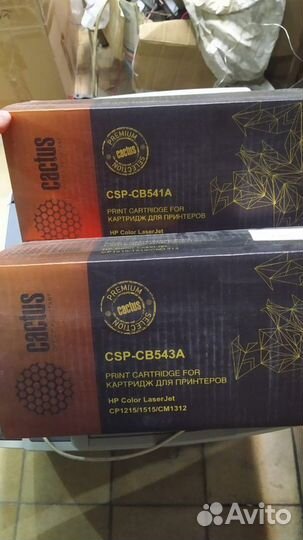 cactus
PREMIUM
cactus
SELECTION
CSP-CB541A
PRINT CARTRIDGE FOR
КАРТРИДЖ ДЛЯ ПРИНТЕРОВ
HP Color LaserJet
cactus
PREMIUM
cactus
SELECTION
CSP-CB543A
PRINT CARTRIDGE FOR
КАРТРИДЖ ДЛЯ ПРИНТЕРОВ
HP Color LaserJet
CP1215/1515/CM1312
Avito